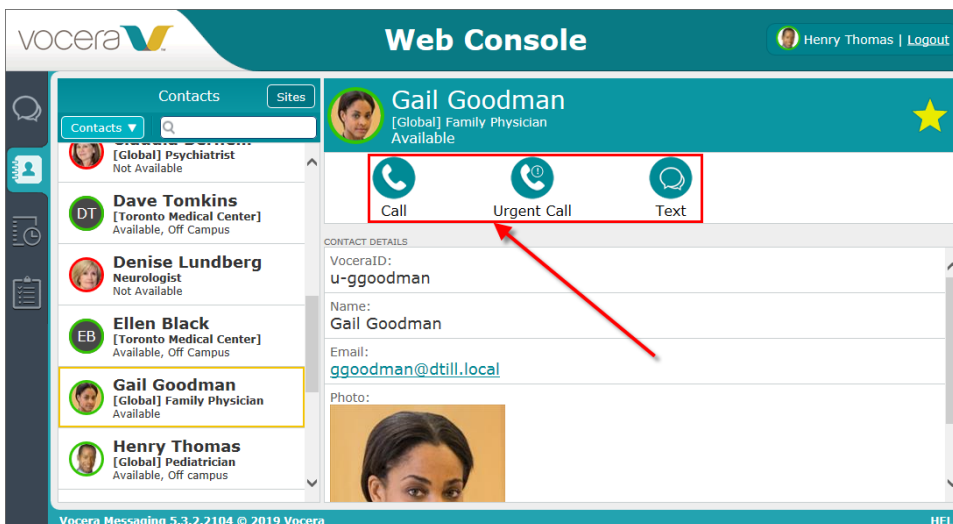 vocera
Web Console
Henry Thomas | Logout
Contacts
Sites
Contacts ▼
[Global] Psychiatrist
Not Available
DT
Dave Tomkins
[Toronto Medical Center]
Available, Off Campus
Denise Lundberg
Neurologist
Not Available
EB
Ellen Black
[Toronto Medical Center]
Available, Off Campus
Gail Goodman
[Global] Family Physician
Available
Henry Thomas
[Global] Pediatrician
Available, Off campus
Gail Goodman
[Global] Family Physician
Available
Call
Urgent Call
Text
CONTACT DETAILS
VoceraID:
u-ggoodman
Name:
Gail Goodman
Email:
ggoodman@dtill.local
Photo:
Vocera Messaging 5.3.2.2104 © 2019 Vocera